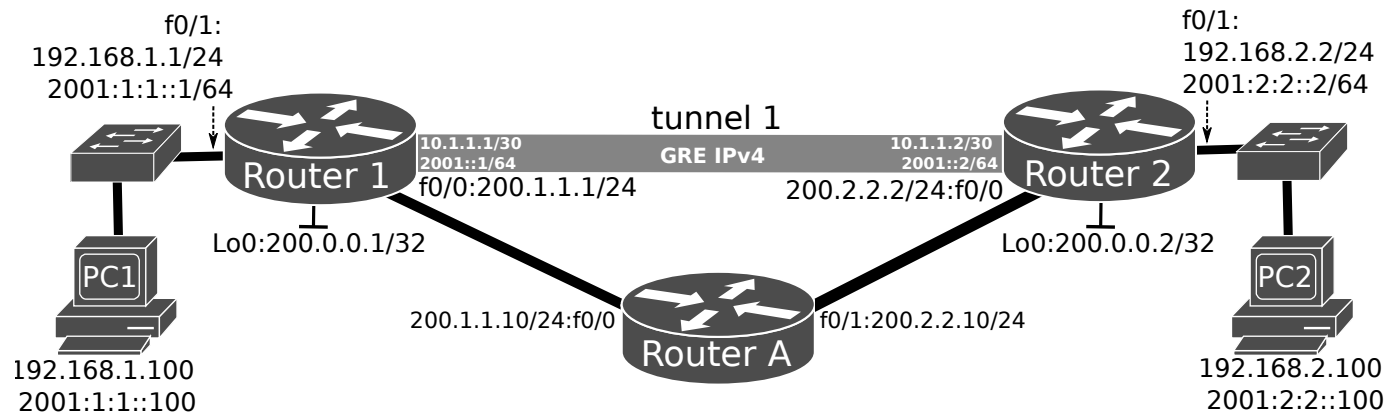 f0/1:
192.168.1.1/24
2001:1:1::1/64
f0/1:
192.168.2.2/24
2001:2:2::2/64
tunnel 1
10.1.1.1/30
2001::1/64
GRE IPv4
10.1.1.2/30
2001::2/64
Router 1
Router 2
f0/0:200.1.1.1/24
200.2.2.2/24:f0/0
Lo0:200.0.0.1/32
Lo0:200.0.0.2/32
PC1
PC2
200.1.1.10/24:f0/0
f0/1:200.2.2.10/24
Router A
192.168.1.100
2001:1:1::100
192.168.2.100
2001:2:2::100